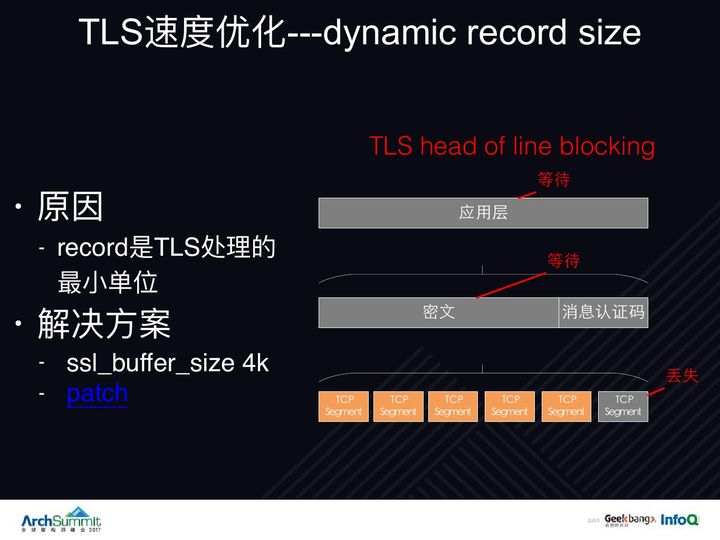 TLS速度优化---dynamic record size
TLS head of line blocking
等待
应用层
• 原因
- record是TLS处理的
最小单位
等待
密文
消息认证码
• 解决方案
- ssl_buffer_size 4k
- patch
丢失
TCP Segment
TCP Segment
TCP Segment
TCP Segment
TCP Segment
TCP Segment
ArchSummit
全球架构师峰会 2017
Geekbang>.
InfoQ